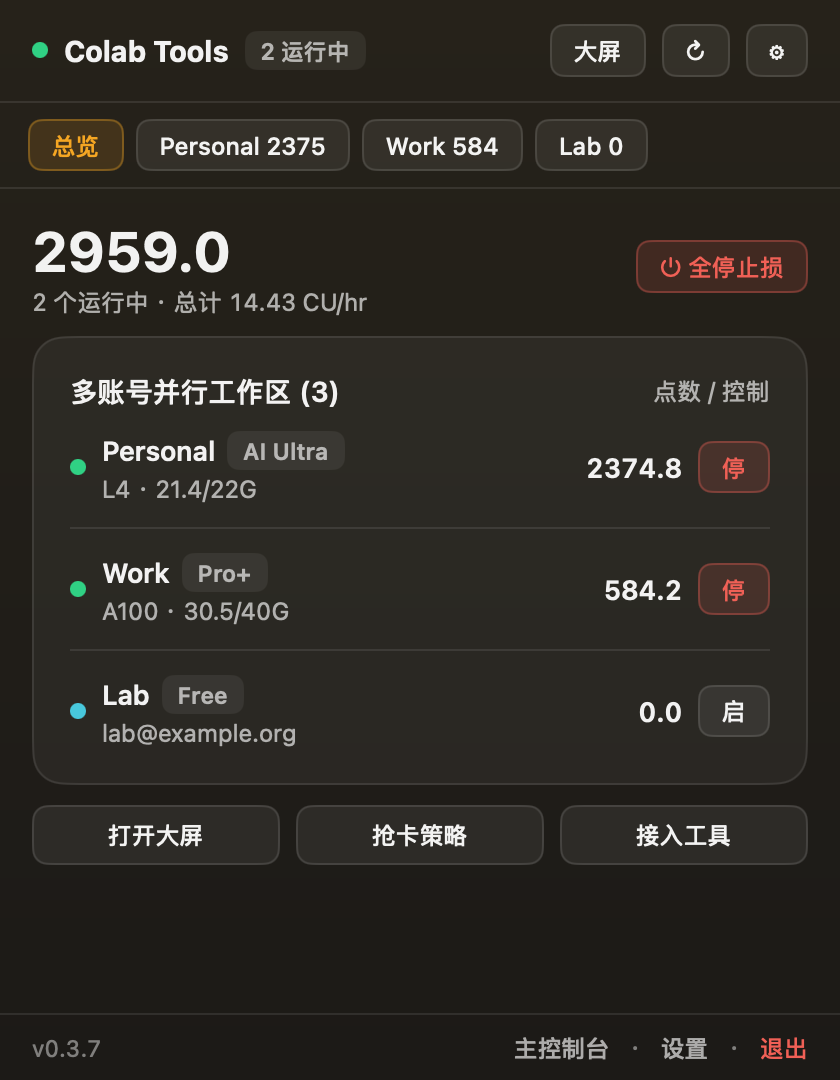 Colab Tools 2 运行中 大屏 ↻ ⚙
总览 Personal 2375 Work 584 Lab 0
2959.0
全停止损
2 个运行中 · 总计 14.43 CU/hr
多账号并行工作区 (3) 点数 / 控制
Personal AI Ultra
L4 · 21.4/22G
2374.8 停
Work Pro+
A100 · 30.5/40G
584.2 停
Lab Free
lab@example.org
0.0 启
打开大屏 抢卡策略 接入工具
v0.3.7 主控制台 · 设置 · 退出